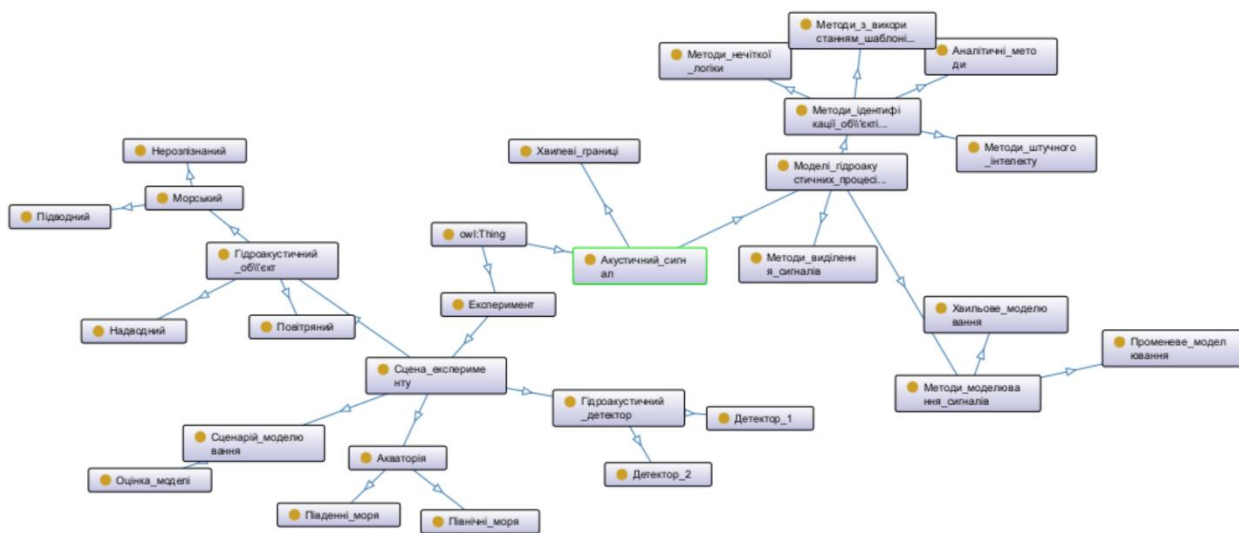 Методи_з_викори
станням_шаблоні...
Методи_нечіткої
_логіки
Аналітичні_мето
ди
Методи_ідентифі
кації_об\\'єкті...
Методи_штучного
_інтелекту
Хвилеві_границі
Моделі_гідроаку
стичних_процесі...
Нерозпізнаний
Морський
Підводний
owl:Thing
Гідроакустичний
_об\\'єкт
Акустичний_сигн
ал
Методи_виділенн
я_сигналів
Експеримент
Надводний
Повітряний
Хвильове_моделю
вання
Променеве_модел
ювання
Сцена_експериме
нту
Методи_моделюва
ння_сигналів
Гідроакустичний
_детектор
Детектор_1
Сценарій_моделю
вання
Акваторія
Детектор_2
Оцінка_моделі
Південні_моря
Північні_моря